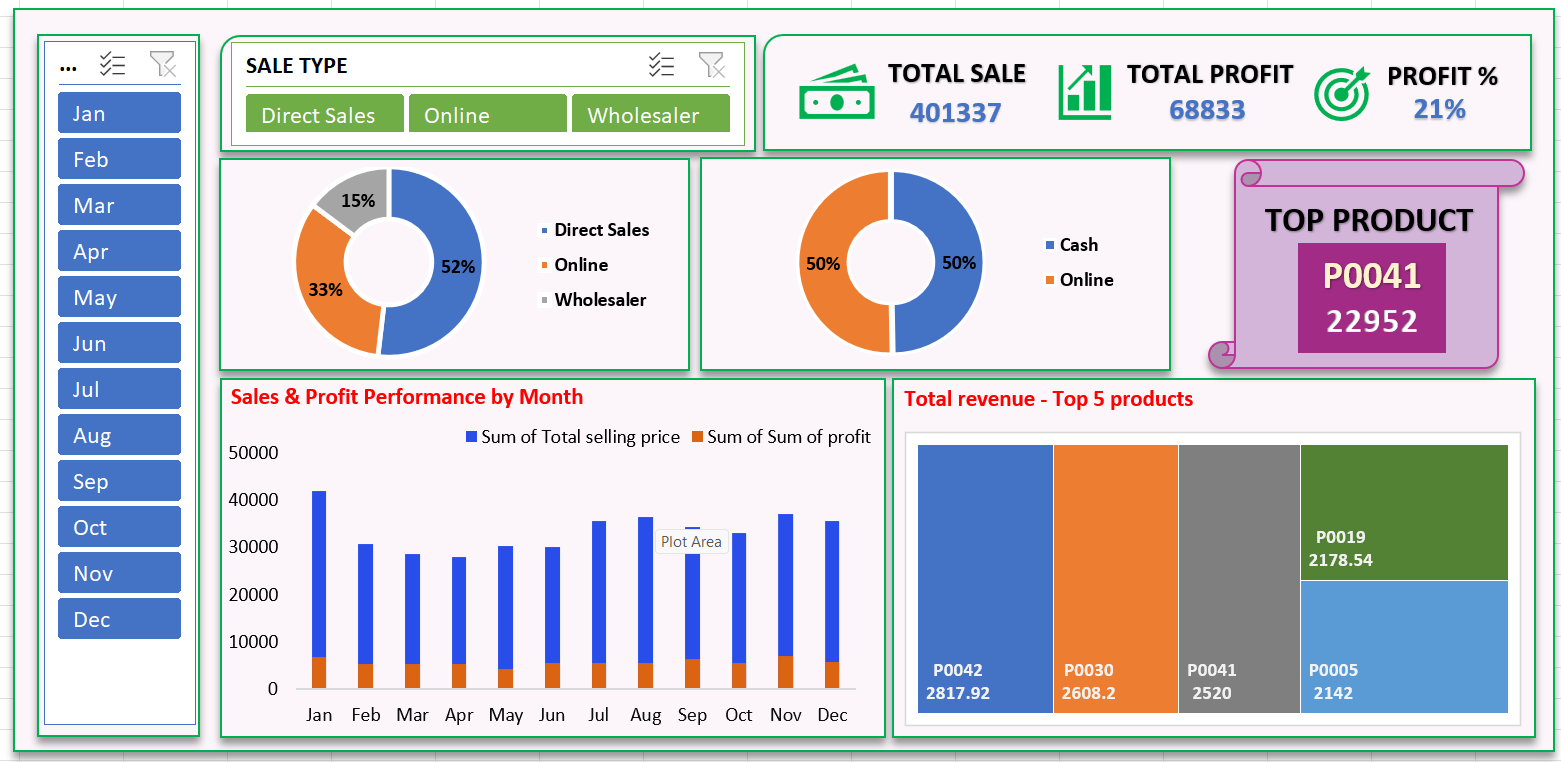 ...
Jan
Feb
Mar
Apr
May
Jun
Jul
Aug
Sep
Oct
Nov
Dec
SALE TYPE
Direct Sales
Online
Wholesaler
TOTAL SALE
401337
TOTAL PROFIT
68833
PROFIT %
21%
15%
33%
52%
Direct Sales
Online
Wholesaler
50%
50%
Cash
Online
TOP PRODUCT
P0041
22952
Sales & Profit Performance by Month
Sum of Total selling price
Sum of Sum of profit
50000
40000
30000
20000
10000
0
Plot Area
Jan
Feb
Mar
Apr
May
Jun
Jul
Aug
Sep
Oct
Nov
Dec
Total revenue - Top 5 products
P0042
2817.92
P0030
2608.2
P0041
2520
P0019
2178.54
P0005
2142